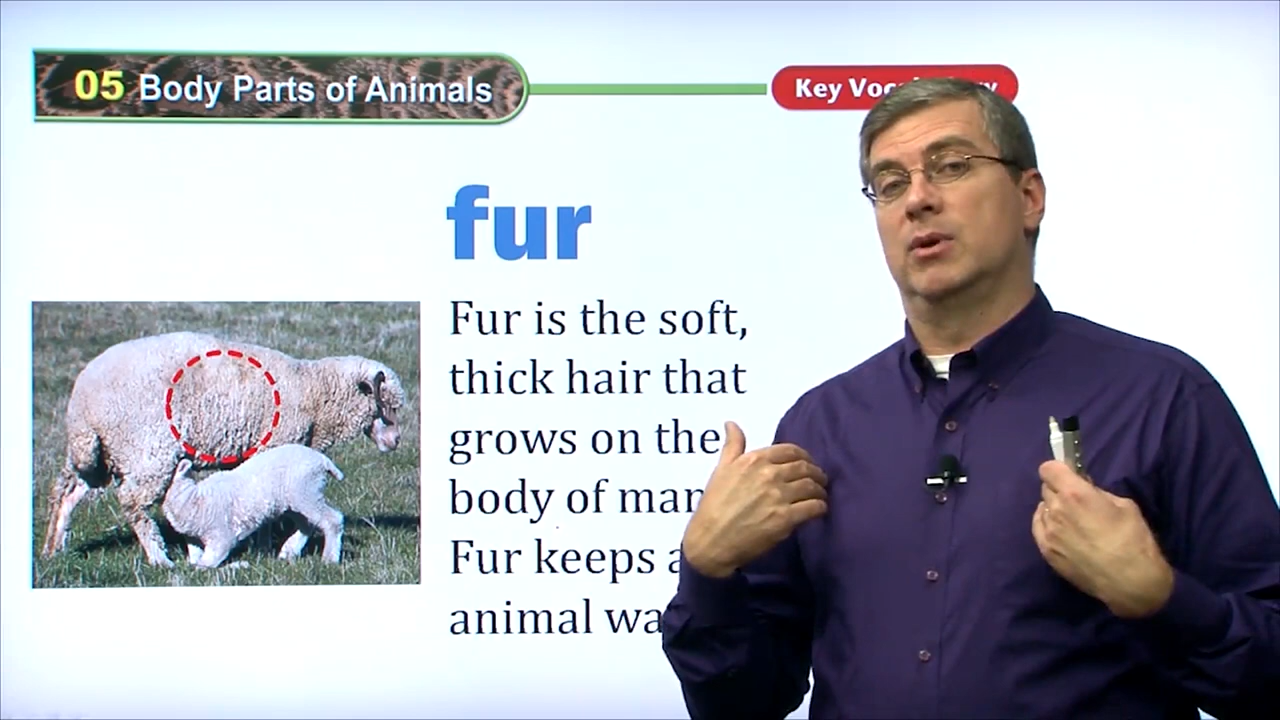 05 Body Parts of Animals
Key
fur
Fur is the soft,
thick hair that
grows on the
body of
Fur keeps
animal